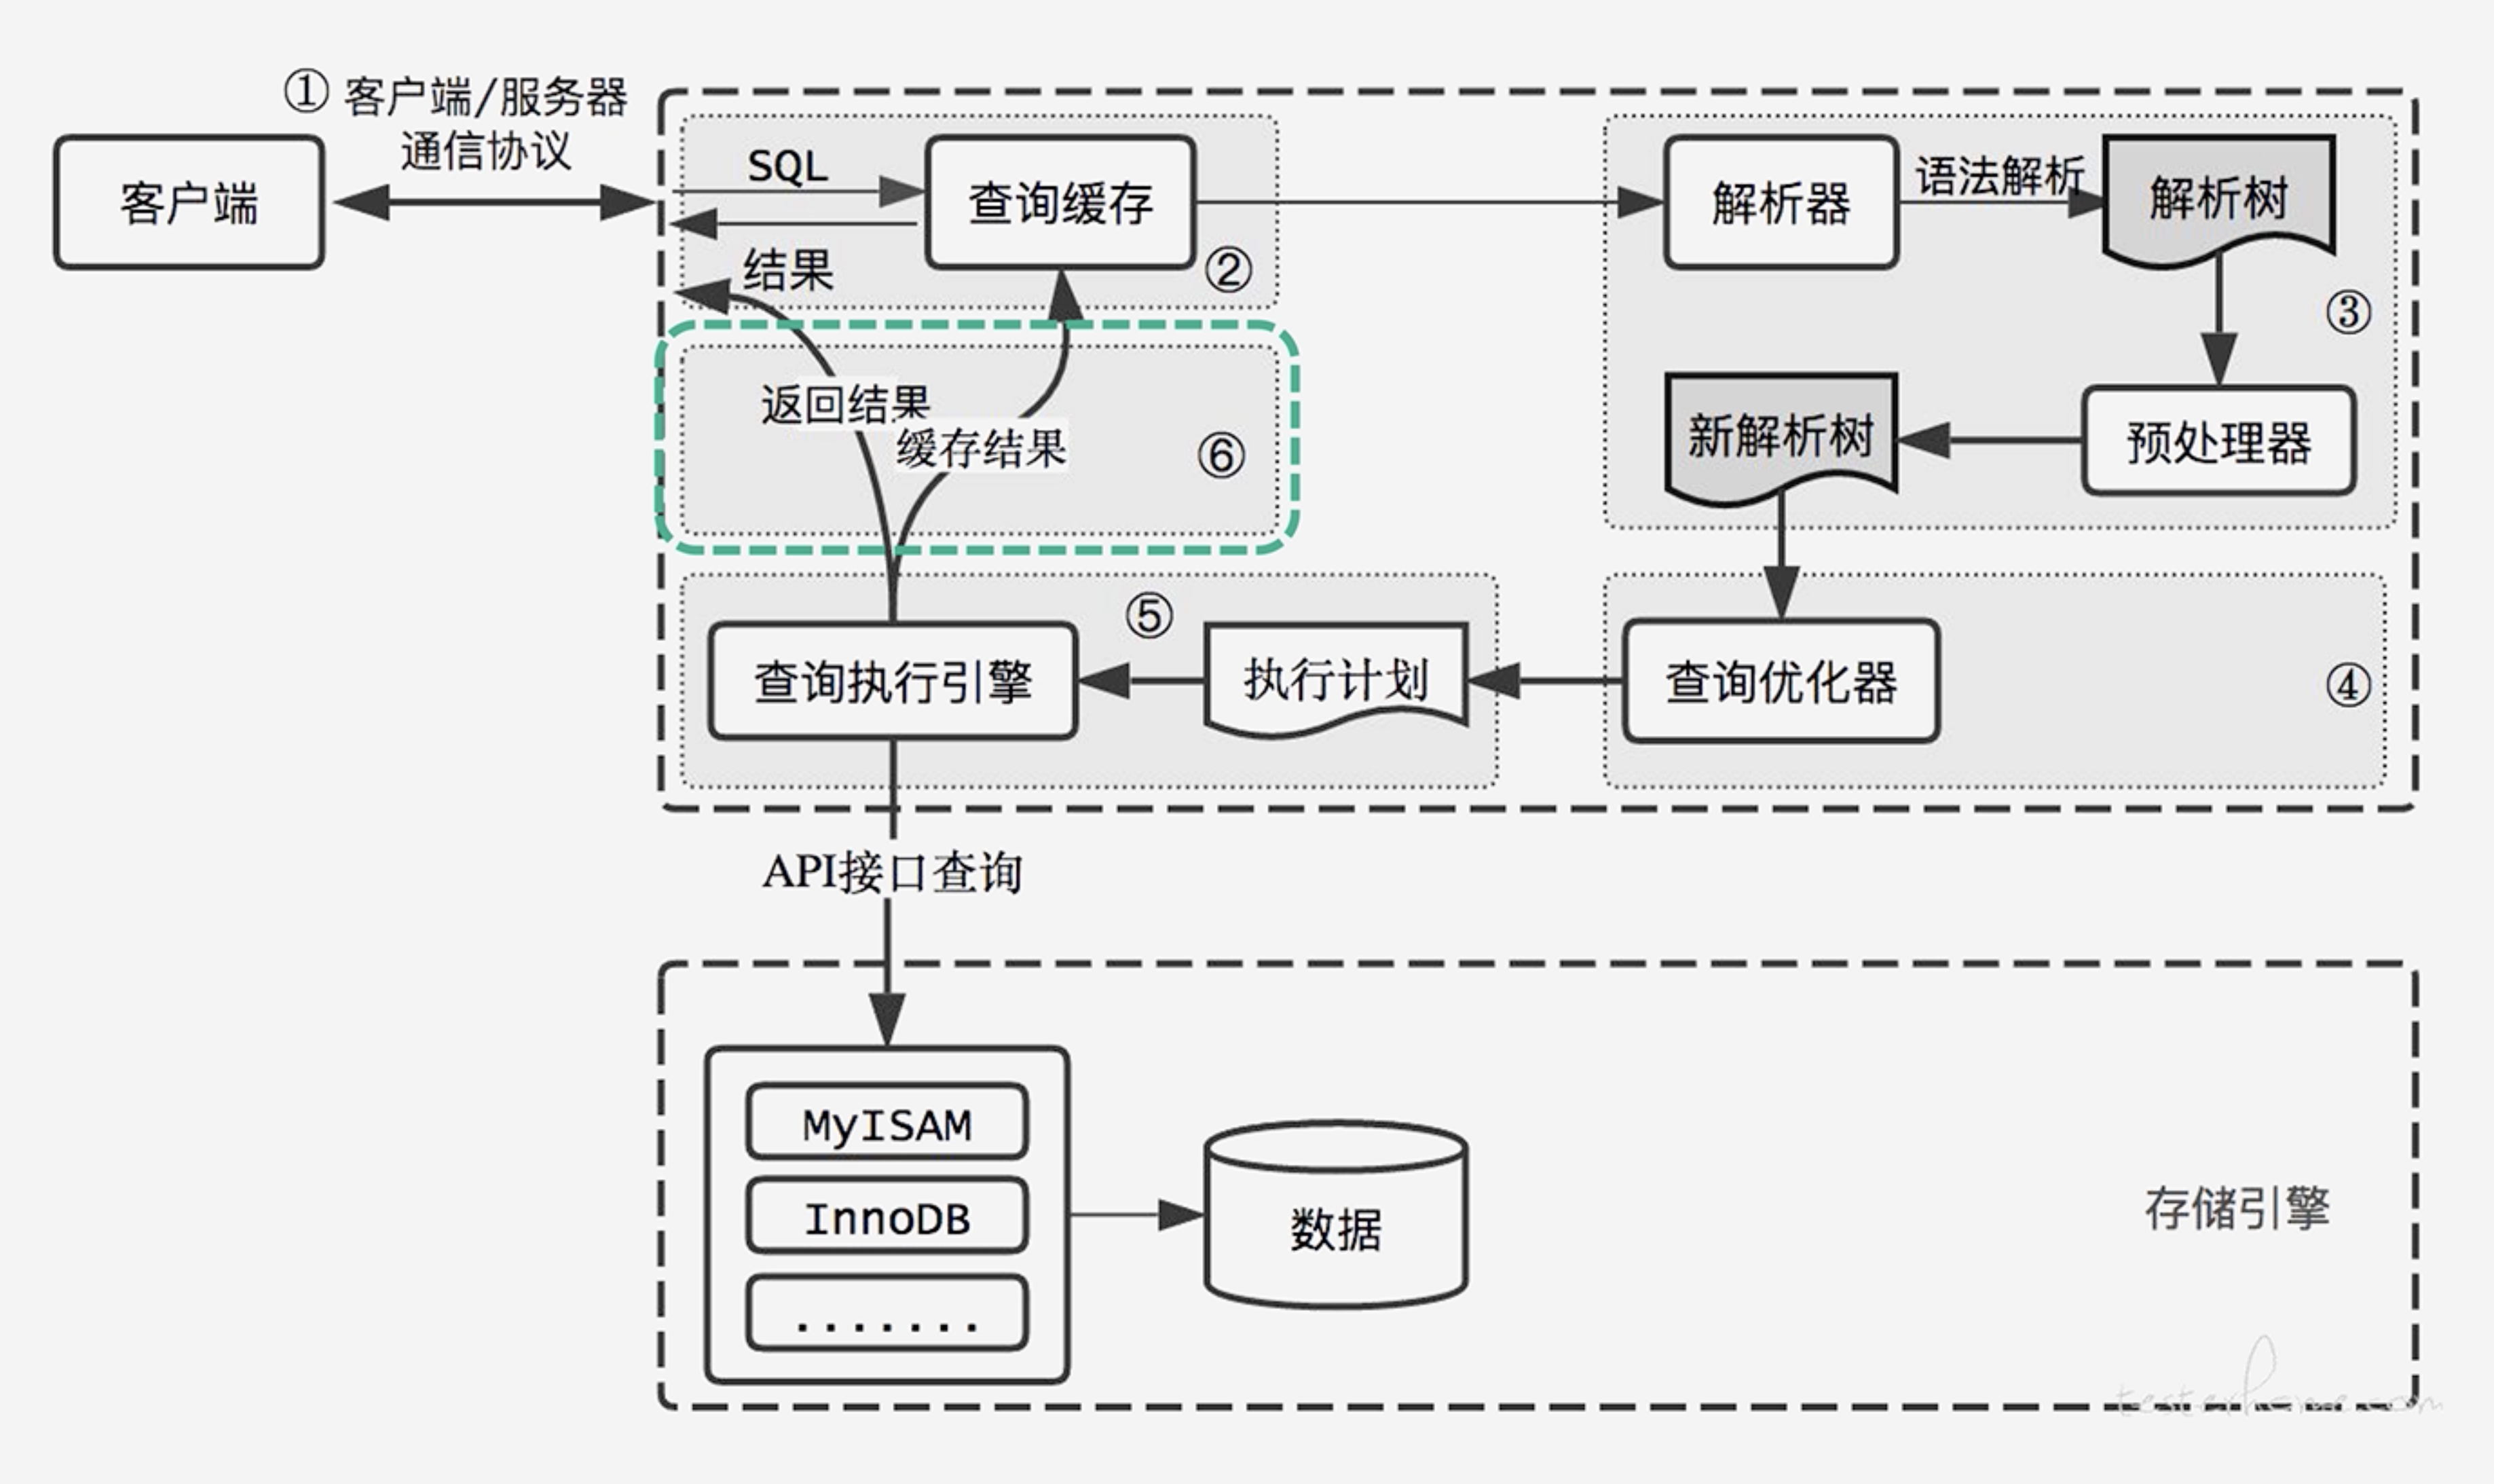 ① 客户端/服务器
通信协议
客户端
SQL
查询缓存
结果
②
解析器
语法解析
解析树
③
新解析树
预处理器
返回结果
缓存结果
⑥
查询执行引擎
⑤
执行计划
查询优化器
④
API接口查询
MyISAM
InnoDB
.......
数据
存储引擎
testerhome.com